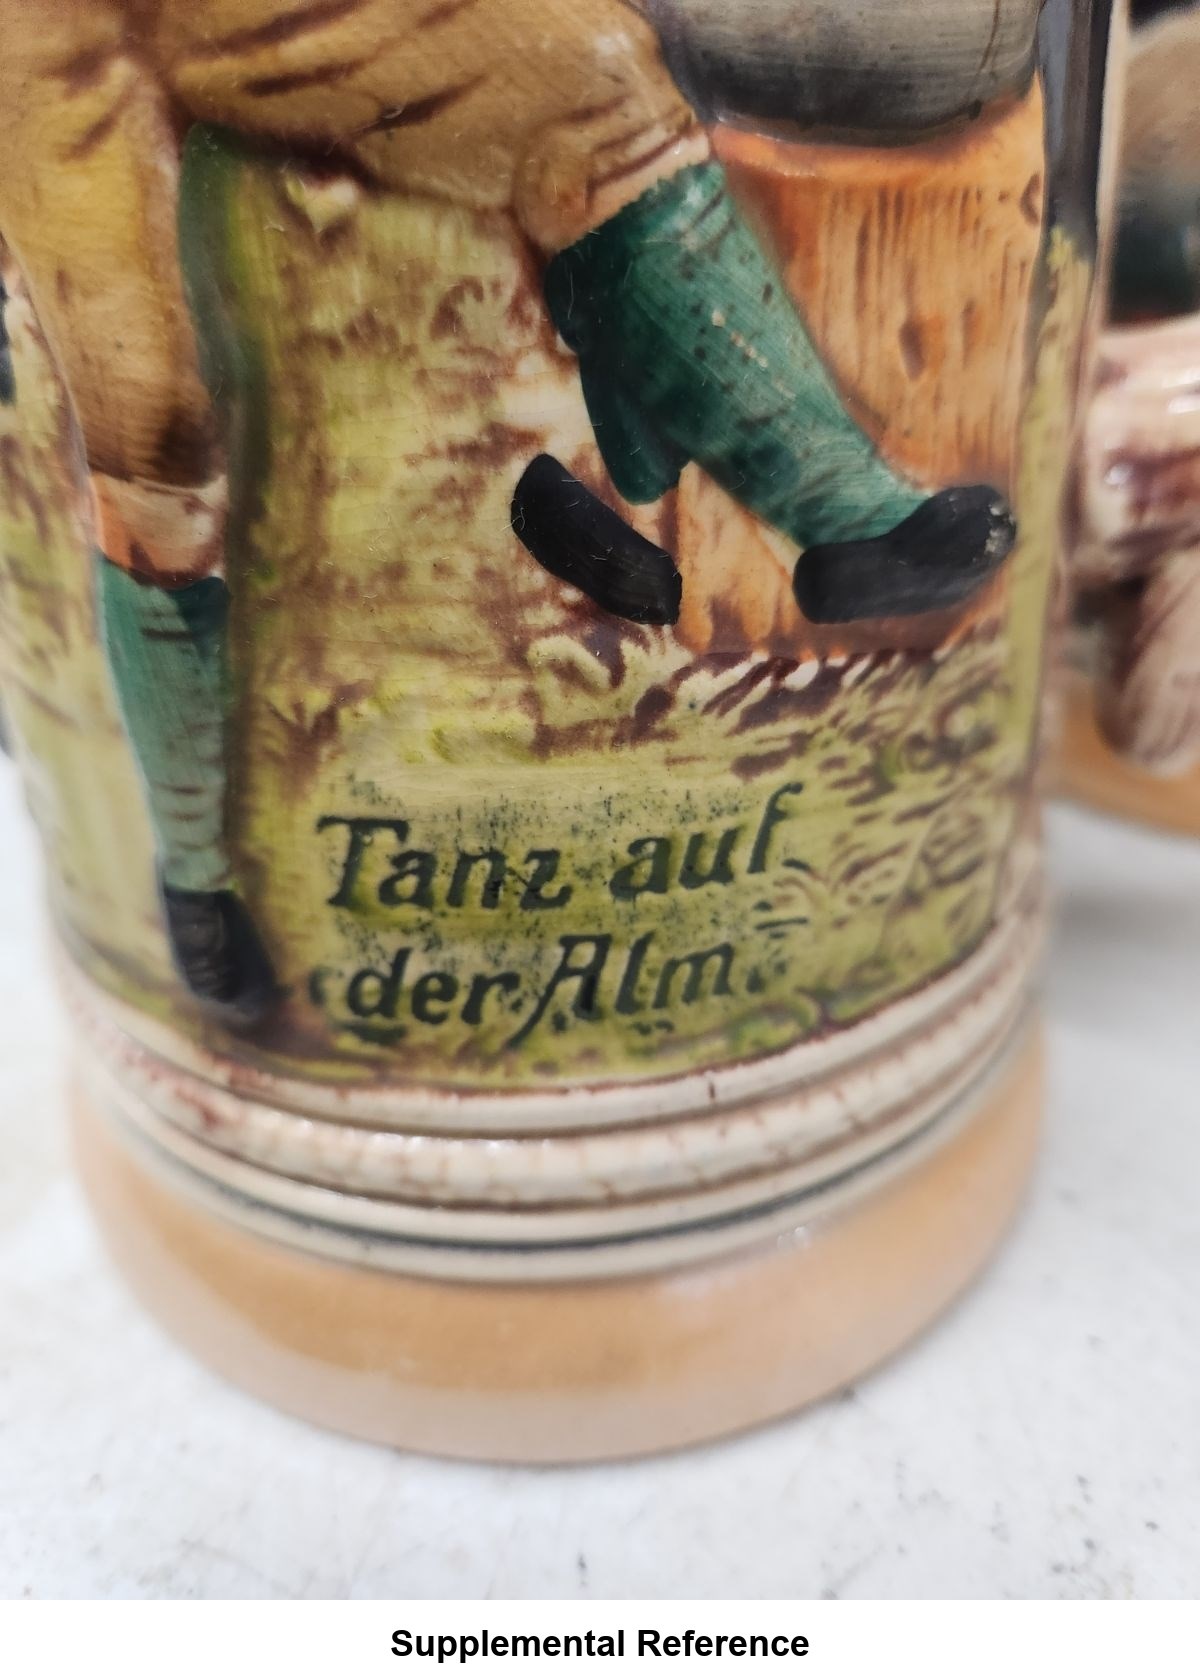 Tanz auf
der Alm.
Supplemental Reference